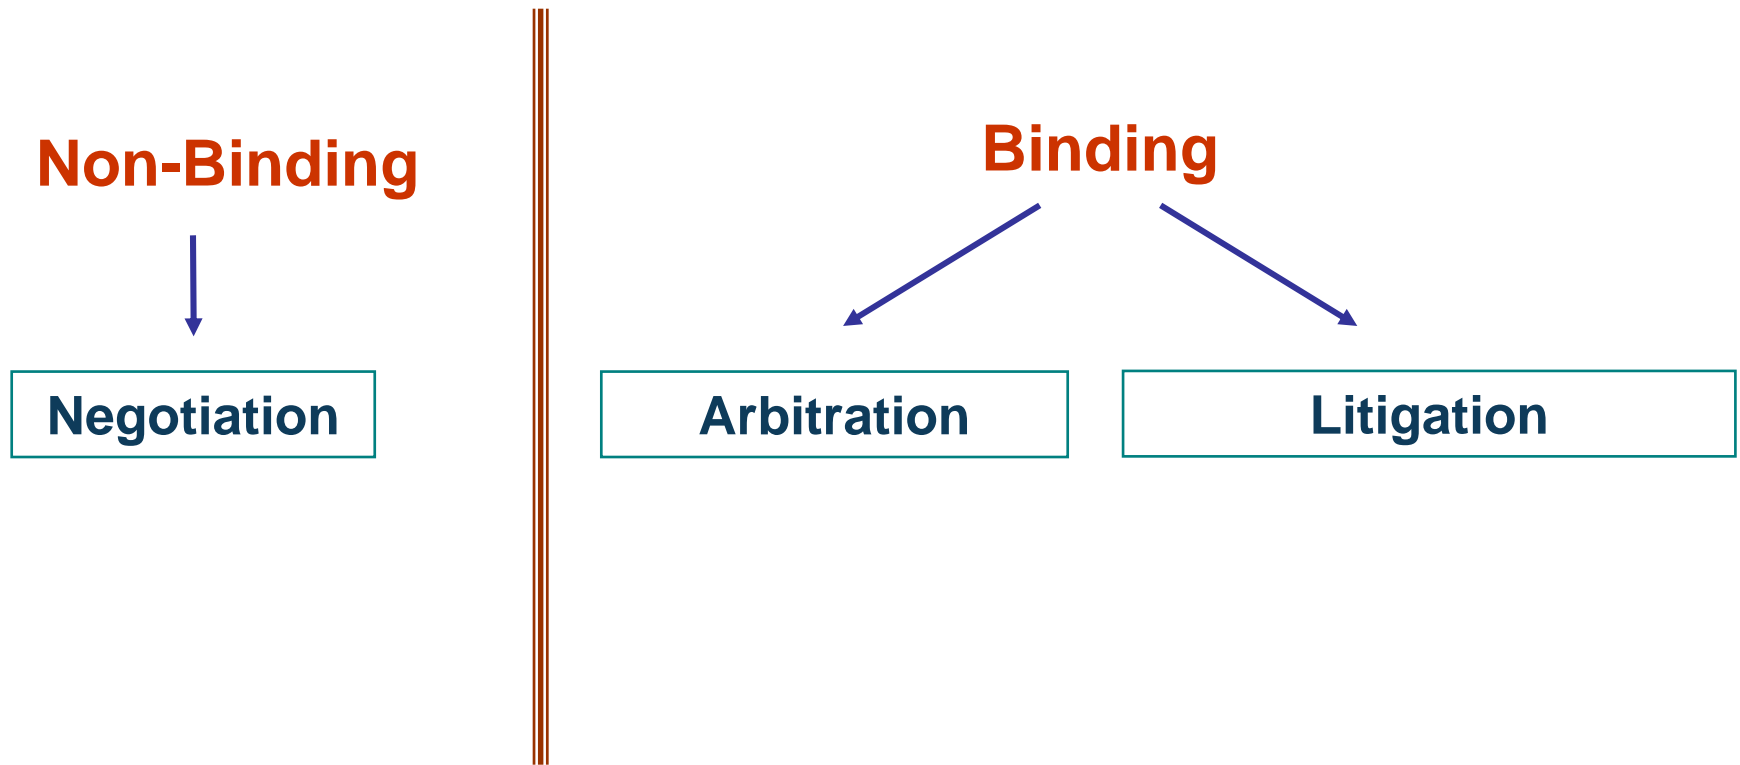 Non-Binding
Binding
Negotiation
Arbitration
Litigation